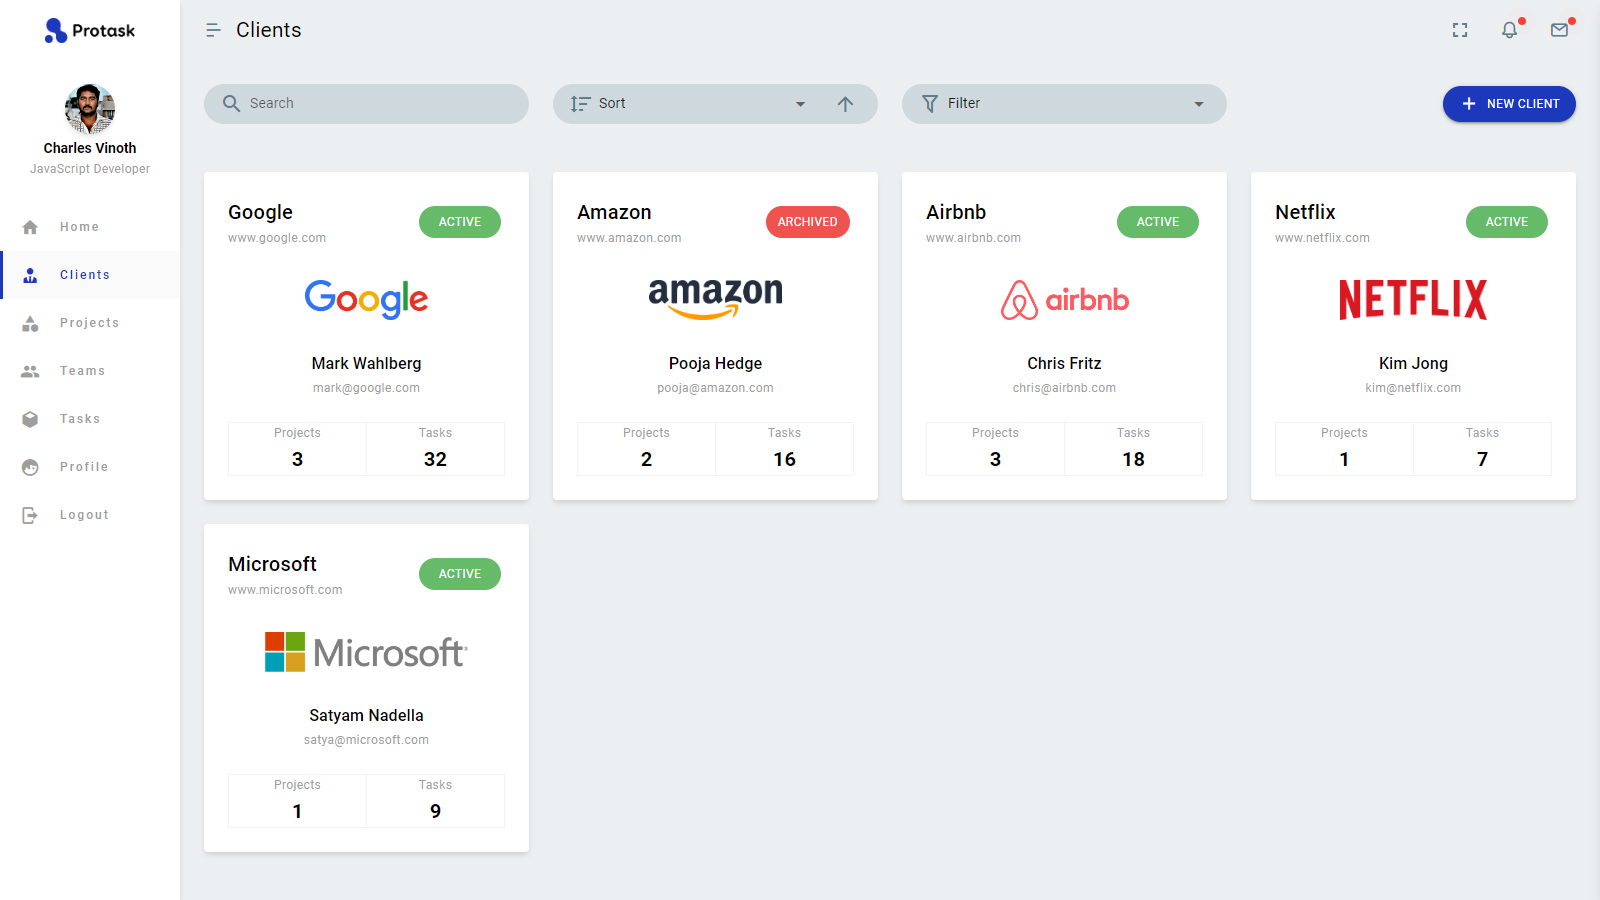 Protask
Charles Vinoth
JavaScript Developer
Home
Clients
Projects
Teams
Tasks
Profile
Logout
Clients
Search
Sort
Filter
NEW CLIENT
Google
www.google.com
ACTIVE
Google
Mark Wahlberg
mark@google.com
Projects
3
Tasks
32
Amazon
www.amazon.com
ARCHIVED
amazon
Pooja Hedge
pooja@amazon.com
Projects
2
Tasks
16
Airbnb
www.airbnb.com
ACTIVE
airbnb
Chris Fritz
chris@airbnb.com
Projects
3
Tasks
18
Netflix
www.netflix.com
ACTIVE
NETFLIX
Kim Jong
kim@netflix.com
Projects
1
Tasks
7
Microsoft
www.microsoft.com
ACTIVE
Microsoft
Satyam Nadella
satya@microsoft.com
Projects
1
Tasks
9